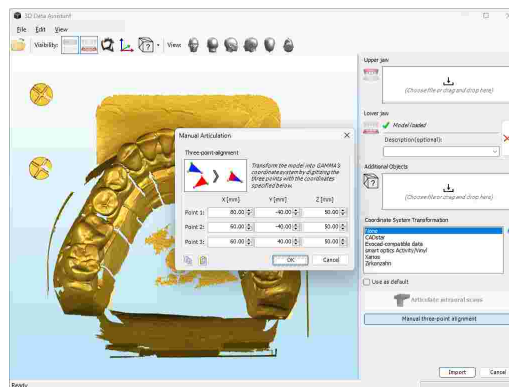 3D Data Assistant
File Edit View
Visibility: View:
Upper jaw
(Choose file or drag and drop here)
Lower jaw
Model loaded
Description(optional):
Additional Objects
(Choose file or drag and drop here)
Coordinate System Transformation
None
CADstar
Exocad-compatible data
smart optics Activity/Vinyl
Xanos
Zirkonzahn
Use as default
Articulate intraoral scans
Manual three-point alignment
Import Cancel
Ready
Manual Articulation
Three-point-alignment
Transform the model into GAMMA's
coordinate system by digitizing the
three points with the coordinates
specified below.
X [mm] Y [mm] Z [mm]
Point 1: 80.00 -40.00 50.00
Point 2: 60.00 -40.00 50.00
Point 3: 60.00 40.00 50.00
OK Cancel